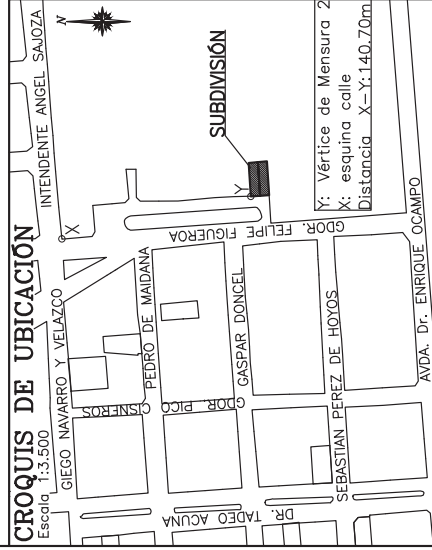 CROQUIS DE UBICACIÓN
Escala 1:3.500
INTENDENTE ANGEL SAJOZA
N
X
GIEGO NAVARRO Y VELAZCO
SUBDIVISIÓN
Y
PEDRO DE MAIDANA
GDOR. FELIPE FIGUEROA
GDOR. PICO CISNEROS
GASPAR DONCEL
SEBASTIAN PEREZ DE HOYOS
DR. TADEO ACUNA
AVDA. Dr. ENRIQUE OCAMPO
Y: Vértice de Mensura 2
X: esquina calle
Distancia X-Y:140.70m